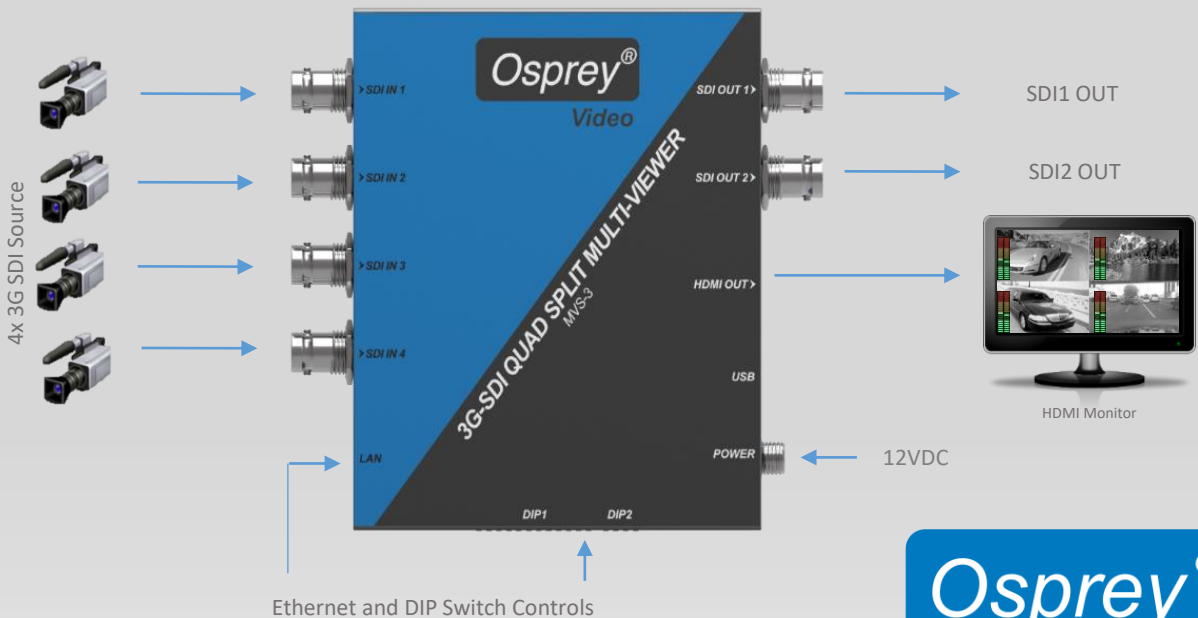 4x 3G SDI Source
Osprey®
Video
>SDI IN 1
>SDI IN 2
>SDI IN 3
>SDI IN 4
LAN
3G-SDI QUAD SPLIT MULTI-VIEWER
MVS-3
SDI OUT 1>
SDI OUT 2>
HDMI OUT>
USB
POWER
DIP1
DIP2
SDI1 OUT
SDI2 OUT
HDMI Monitor
12VDC
Ethernet and DIP Switch Controls
Osprey